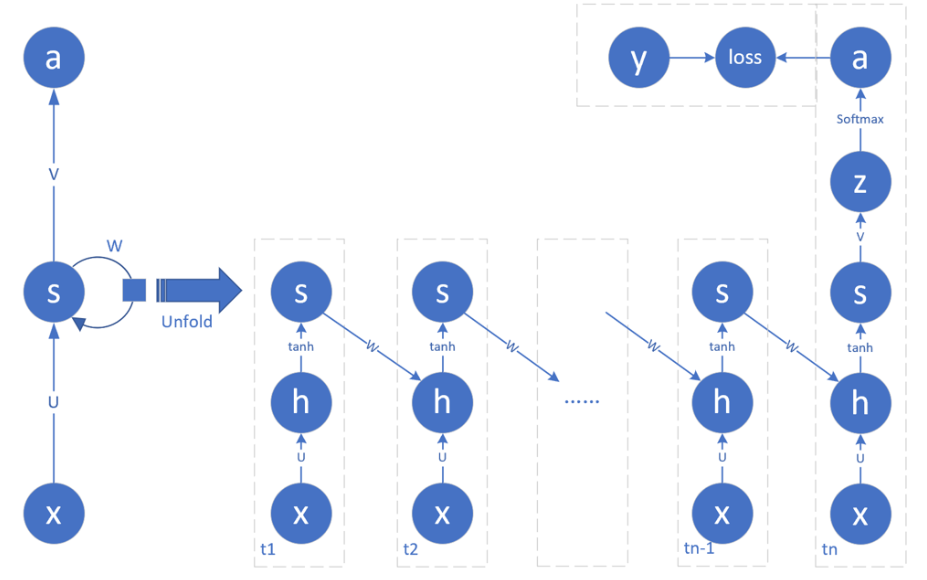 a
y
loss
a
Softmax
V
z
V
W
s
Unfold
s
s
s
s
tanh
W
tanh
W
W
tanh
W
tanh
U
h
h
......
h
h
U
U
U
U
x
x
x
x
x
t1
t2
tn-1
tn